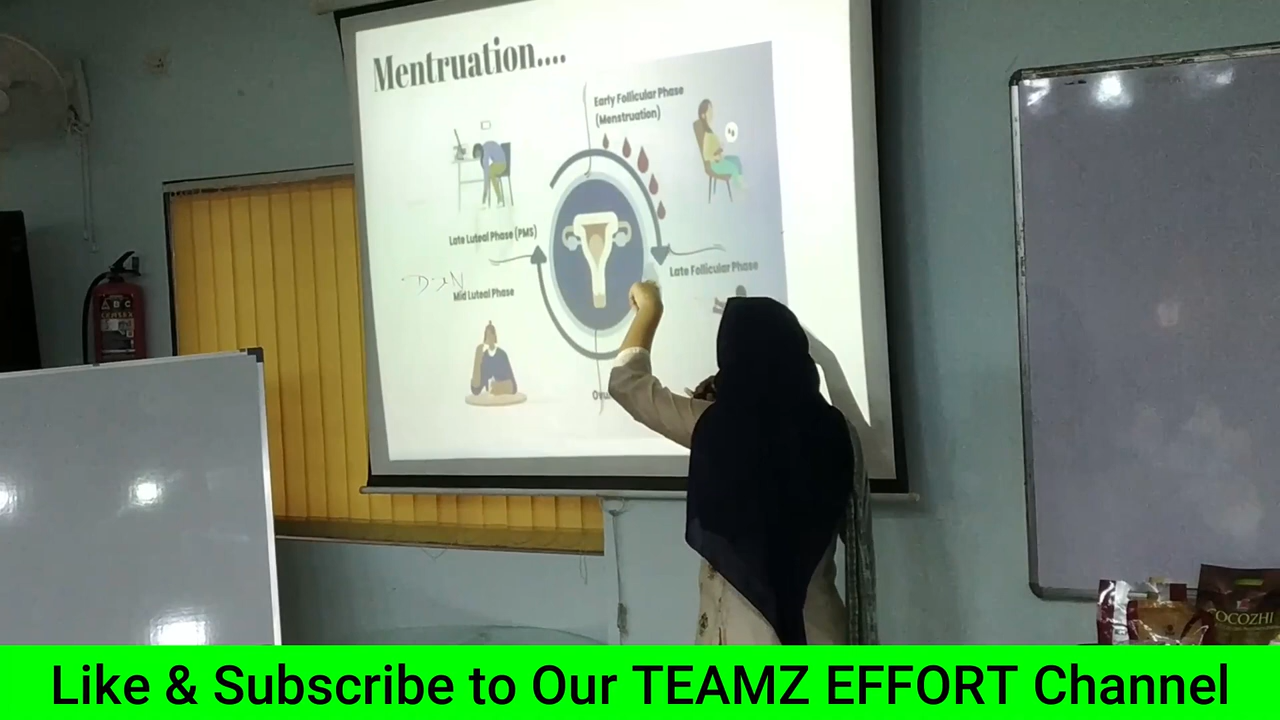 Mentruation....
Early Follicular Phase
(Menstruation)
Late Luteal Phase (PMS)
Late Follicular Phase
Mid Luteal Phase
ABC
OCOZHI
Like & Subscribe to Our TEAMZ EFFORT Channel